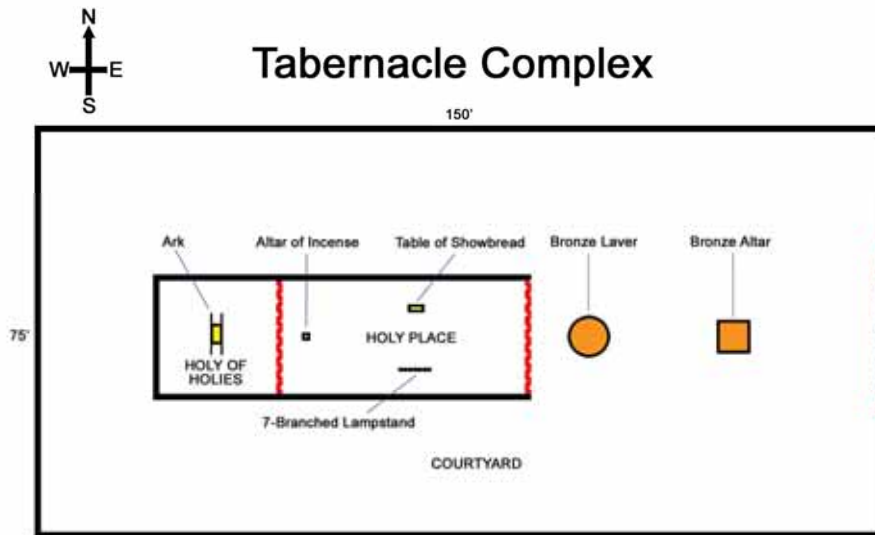 N
W E
S
Tabernacle Complex
150'
Ark
Altar of Incense
Table of Showbread
Bronze Laver
Bronze Altar
75'
HOLY PLACE
HOLY OF
HOLIES
7-Branched Lampstand
COURTYARD